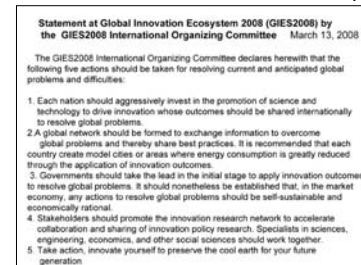 Statement at Global Innovation Ecosystem 2008 (GIES2008) by
the GIES2008 International Organizing Committee March 13, 2008
The GIES2008 International Organizing Committee declares herewith that the
following five actions should be taken for resolving current and anticipated global
problems and difficulties:
1. Each nation should aggressively invest in the promotion of science and
technology to drive innovation whose outcomes should be shared internationally
to resolve global problems.
2.A global network should be formed to exchange information to overcome
global problems and thereby share best practices. It is recommended that each
country create model cities or areas where energy consumption is greatly reduced
through the application of innovation outcomes.
3. Governments should take the lead in the initial stage to apply innovation outcomes
to resolve global problems. It should nonetheless be established that, in the market
economy, any actions to resolve global problems should be self-sustainable and
economically rational.
4. Stakeholders should promote the innovation research network to accelerate
collaboration and sharing of innovation policy research. Specialists in sciences,
engineering, economics, and other social sciences should work together.
5. Take action, innovate yourself to preserve the cool earth for your future
generation